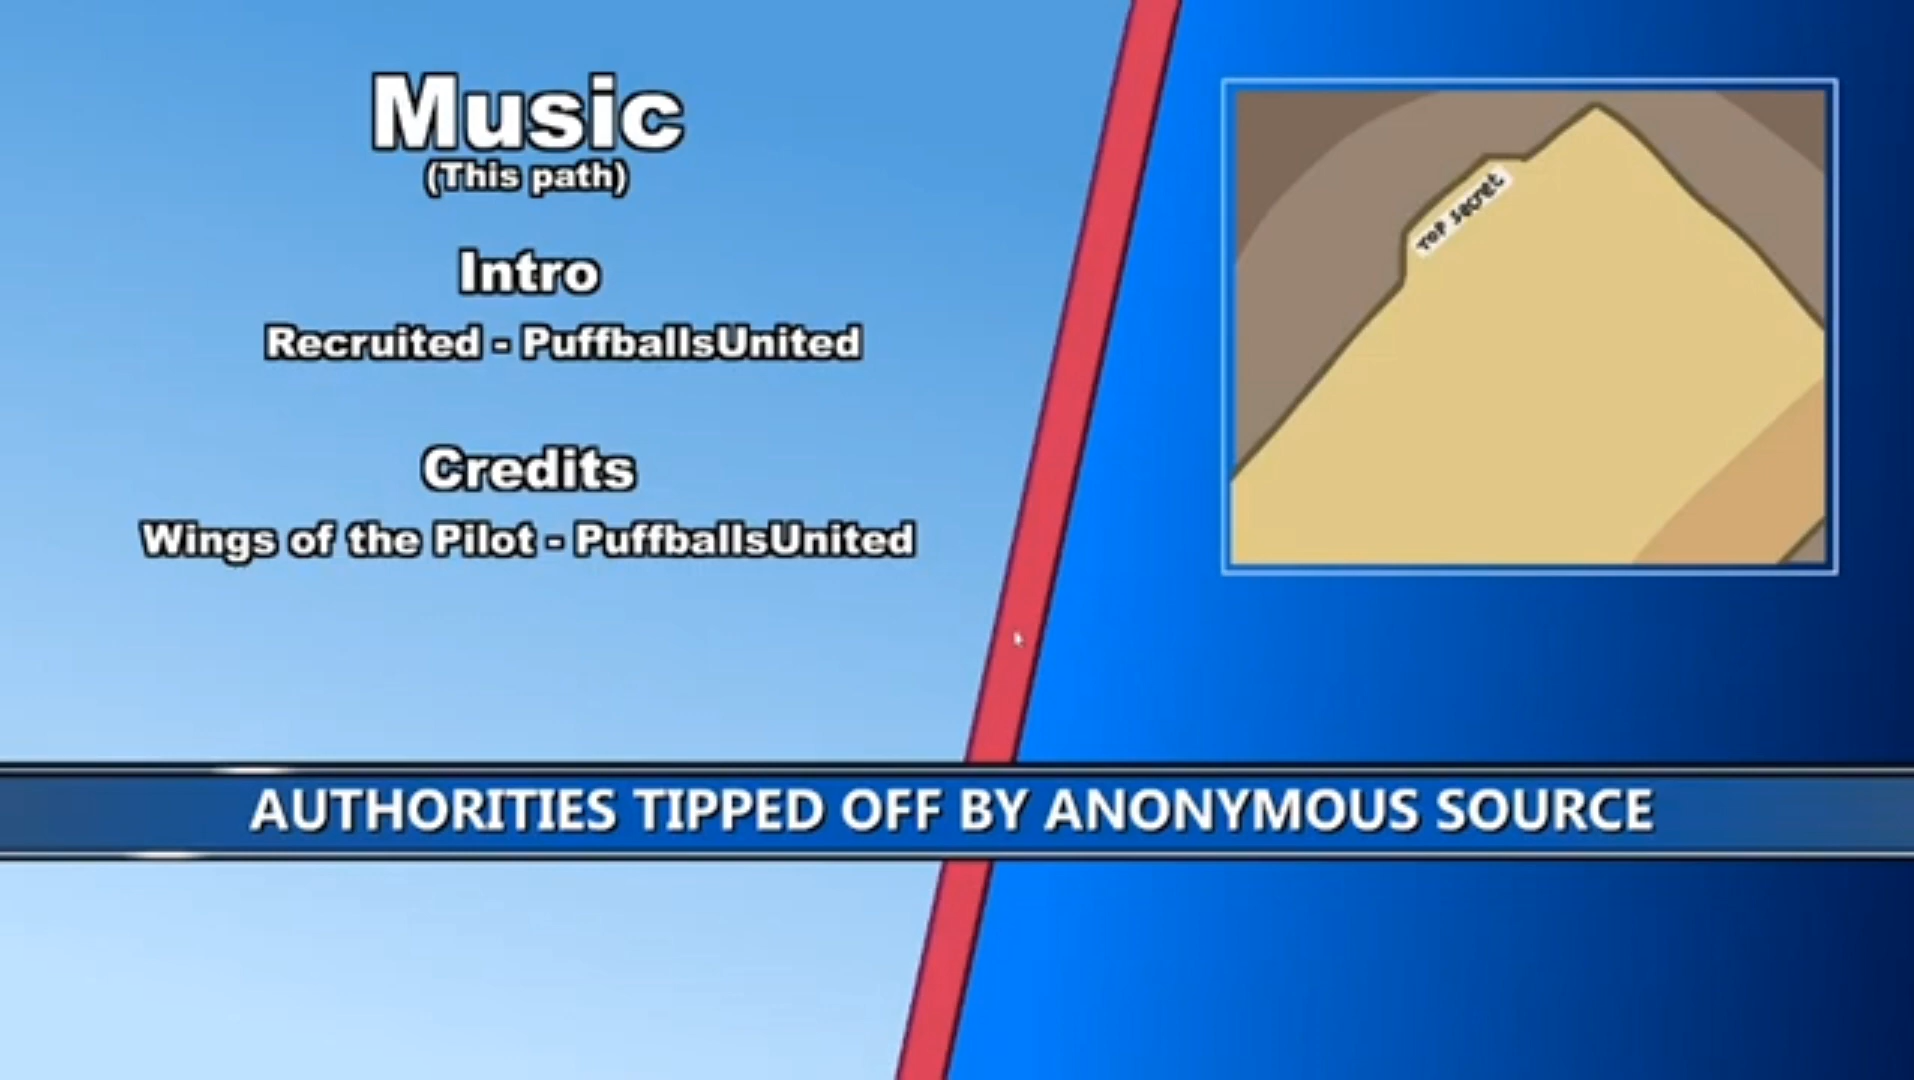 Music
(This path)
Intro
Recruited - PuffballsUnited
Credits
Wings of the Pilot - PuffballsUnited
TOP Secret
AUTHORITIES TIPPED OFF BY ANONYMOUS SOURCE